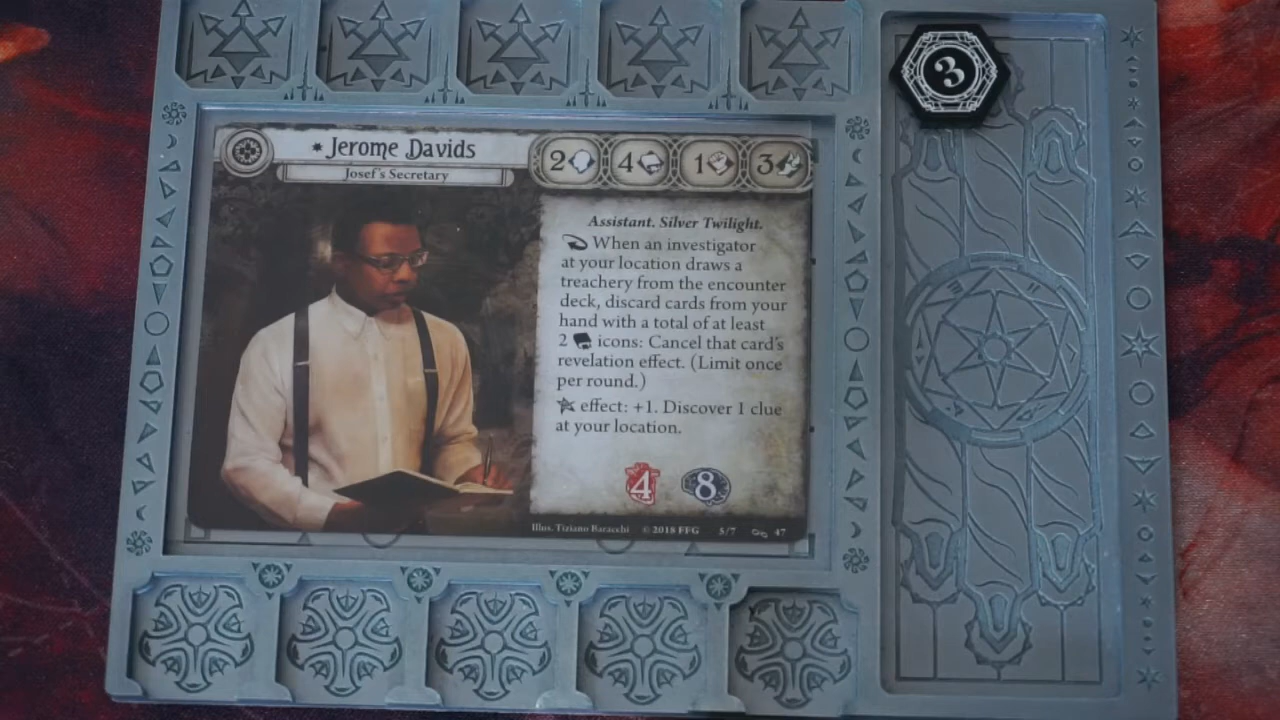 3
Jerome Davids
2 4 1 3
Josef's Secretary
Assistant. Silver Twilight.
When an investigator
at your location draws a
treachery from the encounter
deck, discard cards from your
hand with a total of at least
2 icons: Cancel that card's
revelation effect. (Limit once
per round.)
effect: +1. Discover 1 clue
at your location.
4 8
Illus. Tiziano Baracchi © 2018 FFG 5/7 47